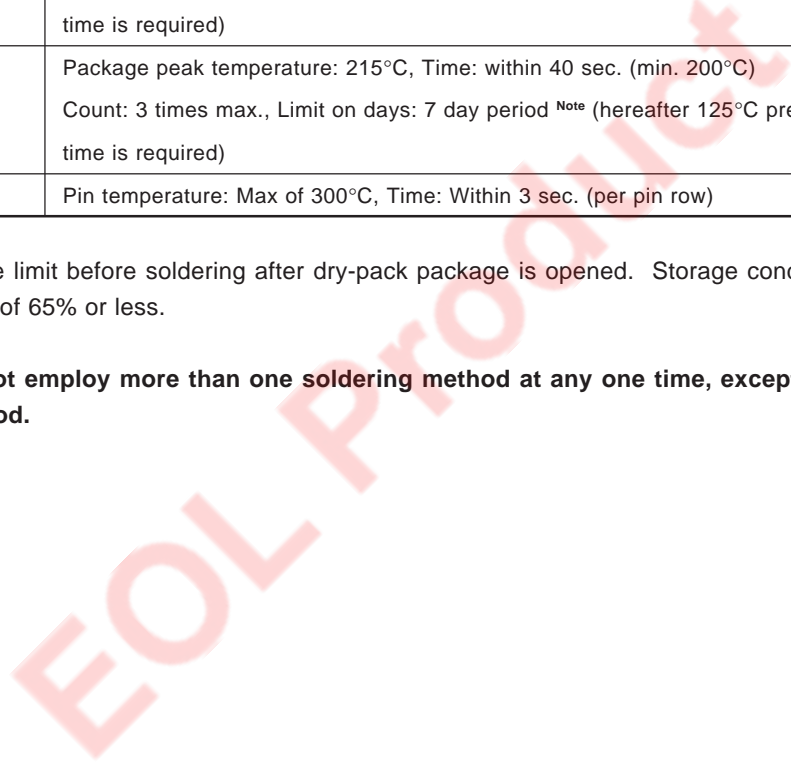 time is required)
Package peak temperature: 215°C, Time: within 40 sec. (min. 200°C)
Count: 3 times max., Limit on days: 7 day period Note (hereafter 125°C pre
time is required)
Pin temperature: Max of 300°C, Time: Within 3 sec. (per pin row)
e limit before soldering after dry-pack package is opened. Storage cond
of 65% or less.
ot employ more than one soldering method at any one time, except
od.
EOL Product